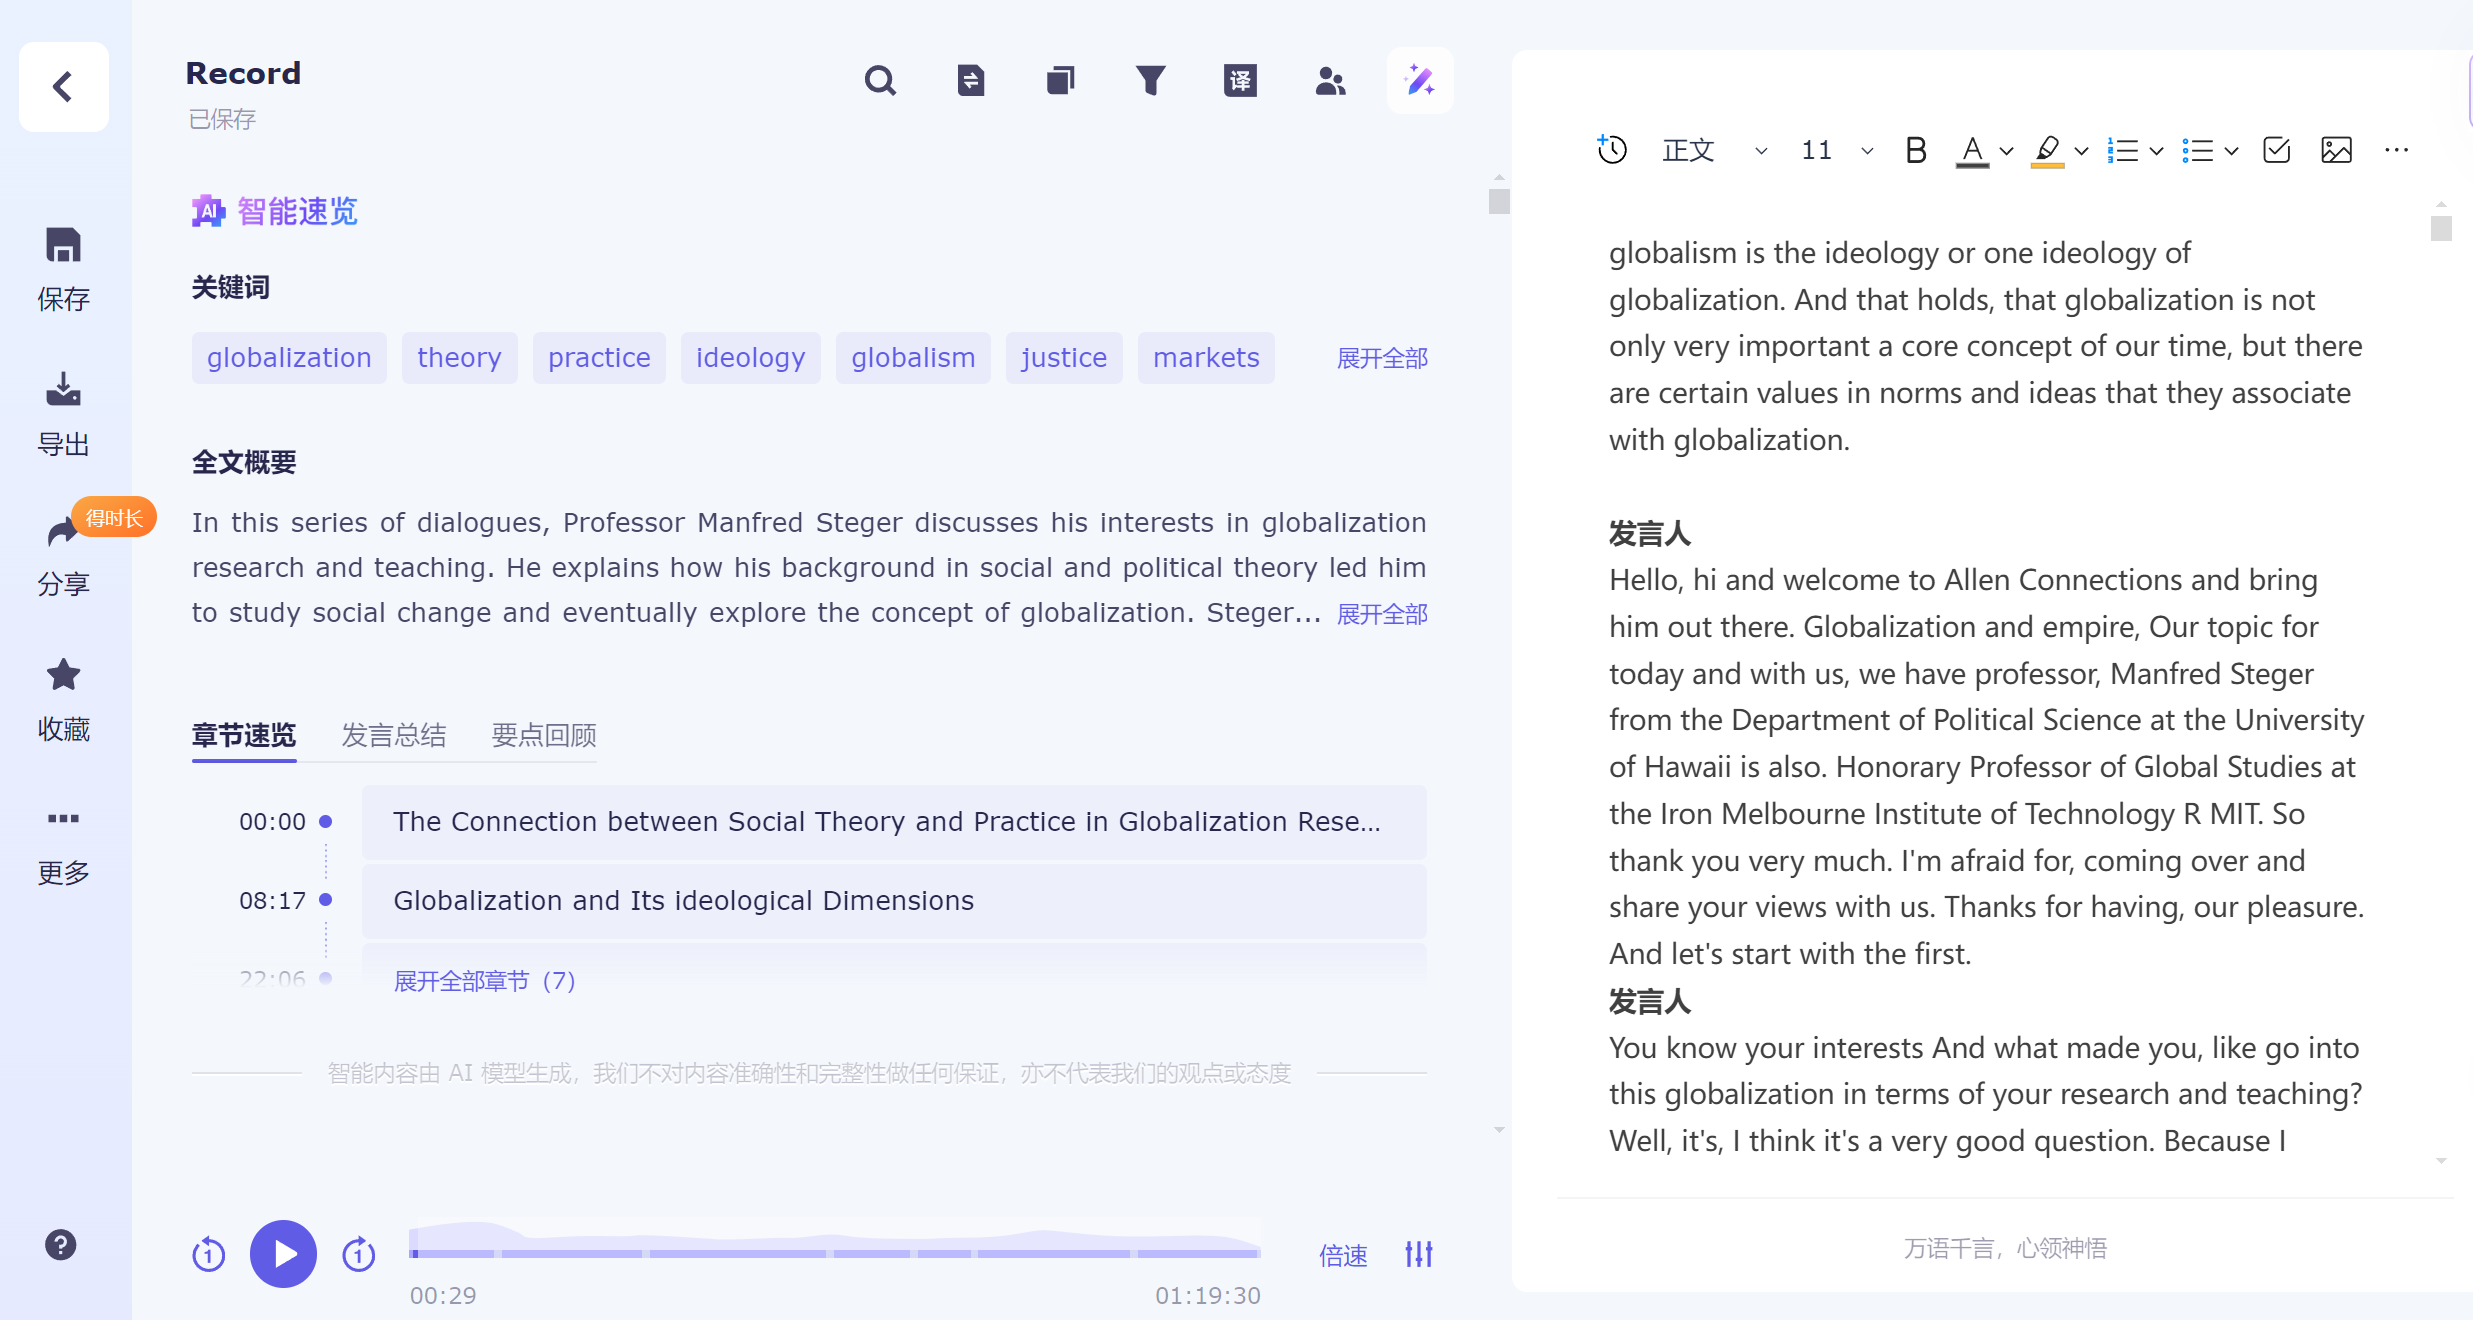 Record
已保存
译
保存
导出
得时长
分享
收藏
更多
AI 智能速览
关键词
globalization theory practice ideology globalism justice markets 展开全部
全文概要
In this series of dialogues, Professor Manfred Steger discusses his interests in globalization
research and teaching. He explains how his background in social and political theory led him
to study social change and eventually explore the concept of globalization. Steger... 展开全部
章节速览 发言总结 要点回顾
00:00 The Connection between Social Theory and Practice in Globalization Rese...
08:17 Globalization and Its ideological Dimensions
22:06 展开全部章节（7）
智能内容由 AI 模型生成，我们不对内容准确性和完整性做任何保证，亦不代表我们的观点或态度
1 1
倍速
00:29 01:19:30
?
正文 11 B A
globalism is the ideology or one ideology of
globalization. And that holds, that globalization is not
only very important a core concept of our time, but there
are certain values in norms and ideas that they associate
with globalization.
发言人
Hello, hi and welcome to Allen Connections and bring
him out there. Globalization and empire, Our topic for
today and with us, we have professor, Manfred Steger
from the Department of Political Science at the University
of Hawaii is also. Honorary Professor of Global Studies at
the Iron Melbourne Institute of Technology R MIT. So
thank you very much. I'm afraid for, coming over and
share your views with us. Thanks for having, our pleasure.
And let's start with the first.
发言人
You know your interests And what made you, like go into
this globalization in terms of your research and teaching?
Well, it's, I think it's a very good question. Because I
万语千言，心领神悟